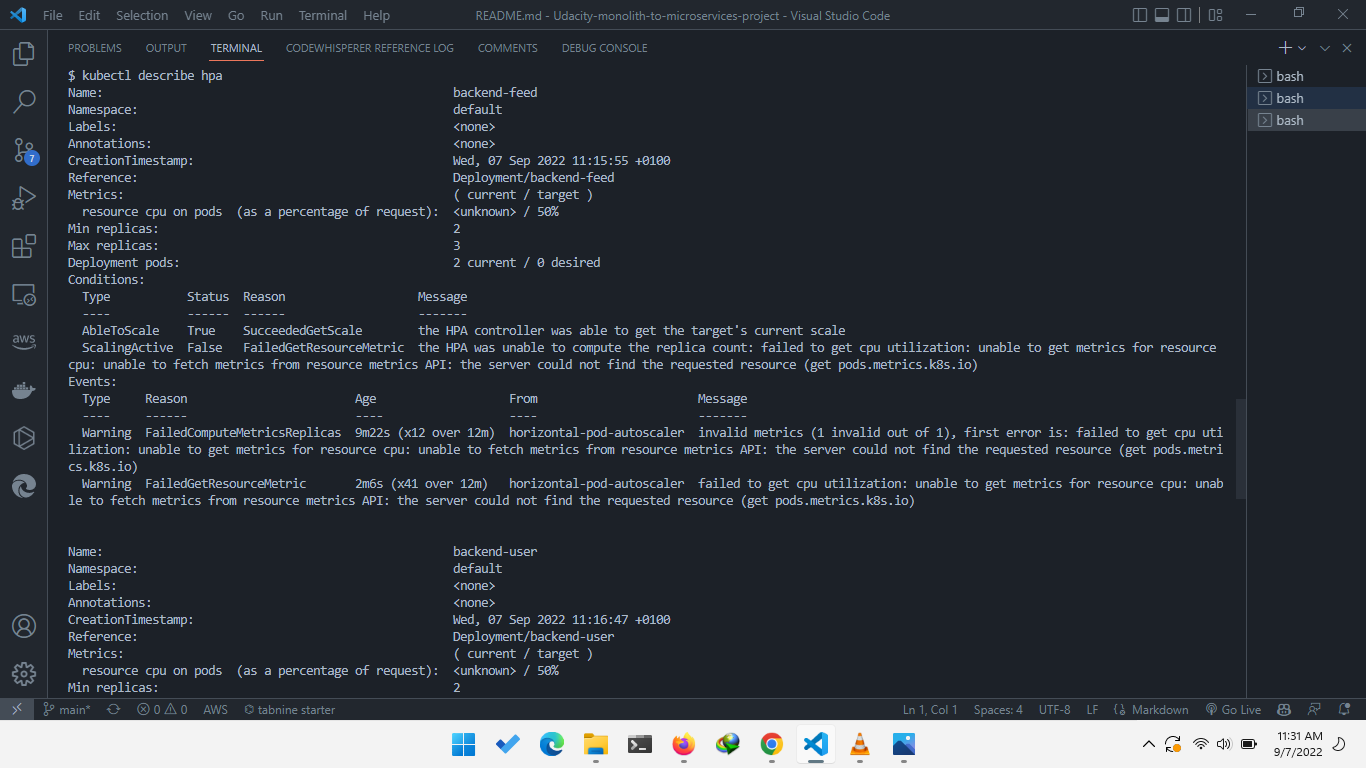 File Edit Selection View Go Run Terminal Help README.md - Udacity-monolith-to-microservices-project - Visual Studio Code
PROBLEMS OUTPUT TERMINAL CODEWHISPERER REFERENCE LOG COMMENTS DEBUG CONSOLE
$ kubectl describe hpa
Name: backend-feed
Namespace: default
Labels: <none>
Annotations: <none>
CreationTimestamp: Wed, 07 Sep 2022 11:15:55 +0100
Reference: Deployment/backend-feed
Metrics: ( current / target )
resource cpu on pods (as a percentage of request): <unknown> / 50%
Min replicas: 2
Max replicas: 3
Deployment pods: 2 current / 0 desired
Conditions:
Type Status Reason Message
---- ------ ------ -------
AbleToScale True SucceededGetScale the HPA controller was able to get the target's current scale
ScalingActive False FailedGetResourceMetric the HPA was unable to compute the replica count: failed to get cpu utilization: unable to get metrics for resource
cpu: unable to fetch metrics from resource metrics API: the server could not find the requested resource (get pods.metrics.k8s.io)
Events:
Type Reason Age From Message
---- ------ ---- ---- -------
Warning FailedComputeMetricsReplicas 9m22s (x12 over 12m) horizontal-pod-autoscaler invalid metrics (1 invalid out of 1), first error is: failed to get cpu uti
lization: unable to get metrics for resource cpu: unable to fetch metrics from resource metrics API: the server could not find the requested resource (get pods.metri
cs.k8s.io)
Warning FailedGetResourceMetric 2m6s (x41 over 12m) horizontal-pod-autoscaler failed to get cpu utilization: unable to get metrics for resource cpu: unab
le to fetch metrics from resource metrics API: the server could not find the requested resource (get pods.metrics.k8s.io)
Name: backend-user
Namespace: default
Labels: <none>
Annotations: <none>
CreationTimestamp: Wed, 07 Sep 2022 11:16:47 +0100
Reference: Deployment/backend-user
Metrics: ( current / target )
resource cpu on pods (as a percentage of request): <unknown> / 50%
Min replicas: 2
bash
bash
bash
7
aws
main* 0 0 AWS tabnine starter Ln 1, Col 1 Spaces: 4 UTF-8 LF Markdown Go Live
11:31 AM
9/7/2022